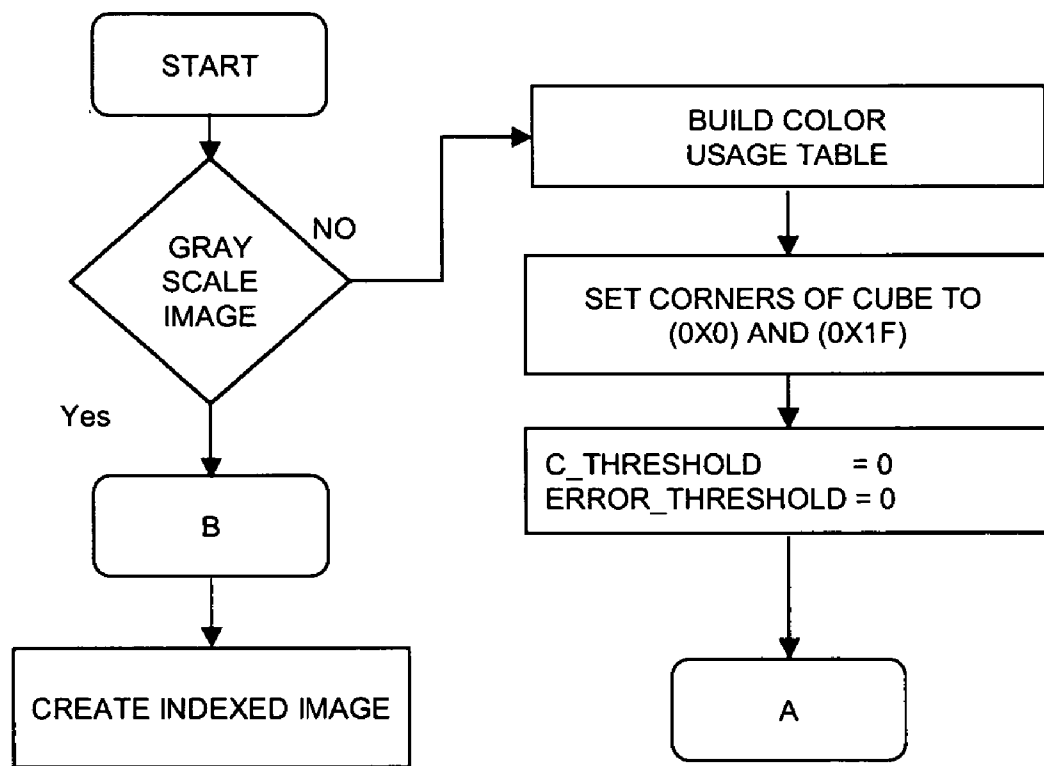 START
GRAY
SCALE
IMAGE
NO
Yes
B
CREATE INDEXED IMAGE
BUILD COLOR
USAGE TABLE
SET CORNERS OF CUBE TO
(0X0) AND (0X1F)
C_THRESHOLD = 0
ERROR_THRESHOLD = 0
A